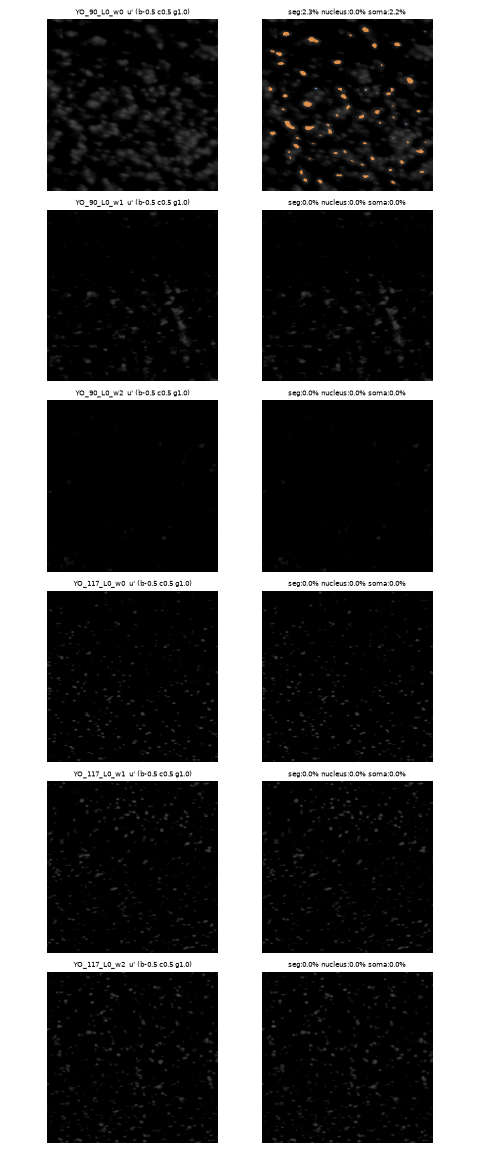 YO_90_L0_w0 u' (b-0.5 c0.5 g1.0)
seg:2.3% nucleus:0.0% soma:2.2%
YO_90_L0_w1 u' (b-0.5 c0.5 g1.0)
seg:0.0% nucleus:0.0% soma:0.0%
YO_90_L0_w2 u' (b-0.5 c0.5 g1.0)
seg:0.0% nucleus:0.0% soma:0.0%
YO_117_L0_w0 u' (b-0.5 c0.5 g1.0)
seg:0.0% nucleus:0.0% soma:0.0%
YO_117_L0_w1 u' (b-0.5 c0.5 g1.0)
seg:0.0% nucleus:0.0% soma:0.0%
YO_117_L0_w2 u' (b-0.5 c0.5 g1.0)
seg:0.0% nucleus:0.0% soma:0.0%